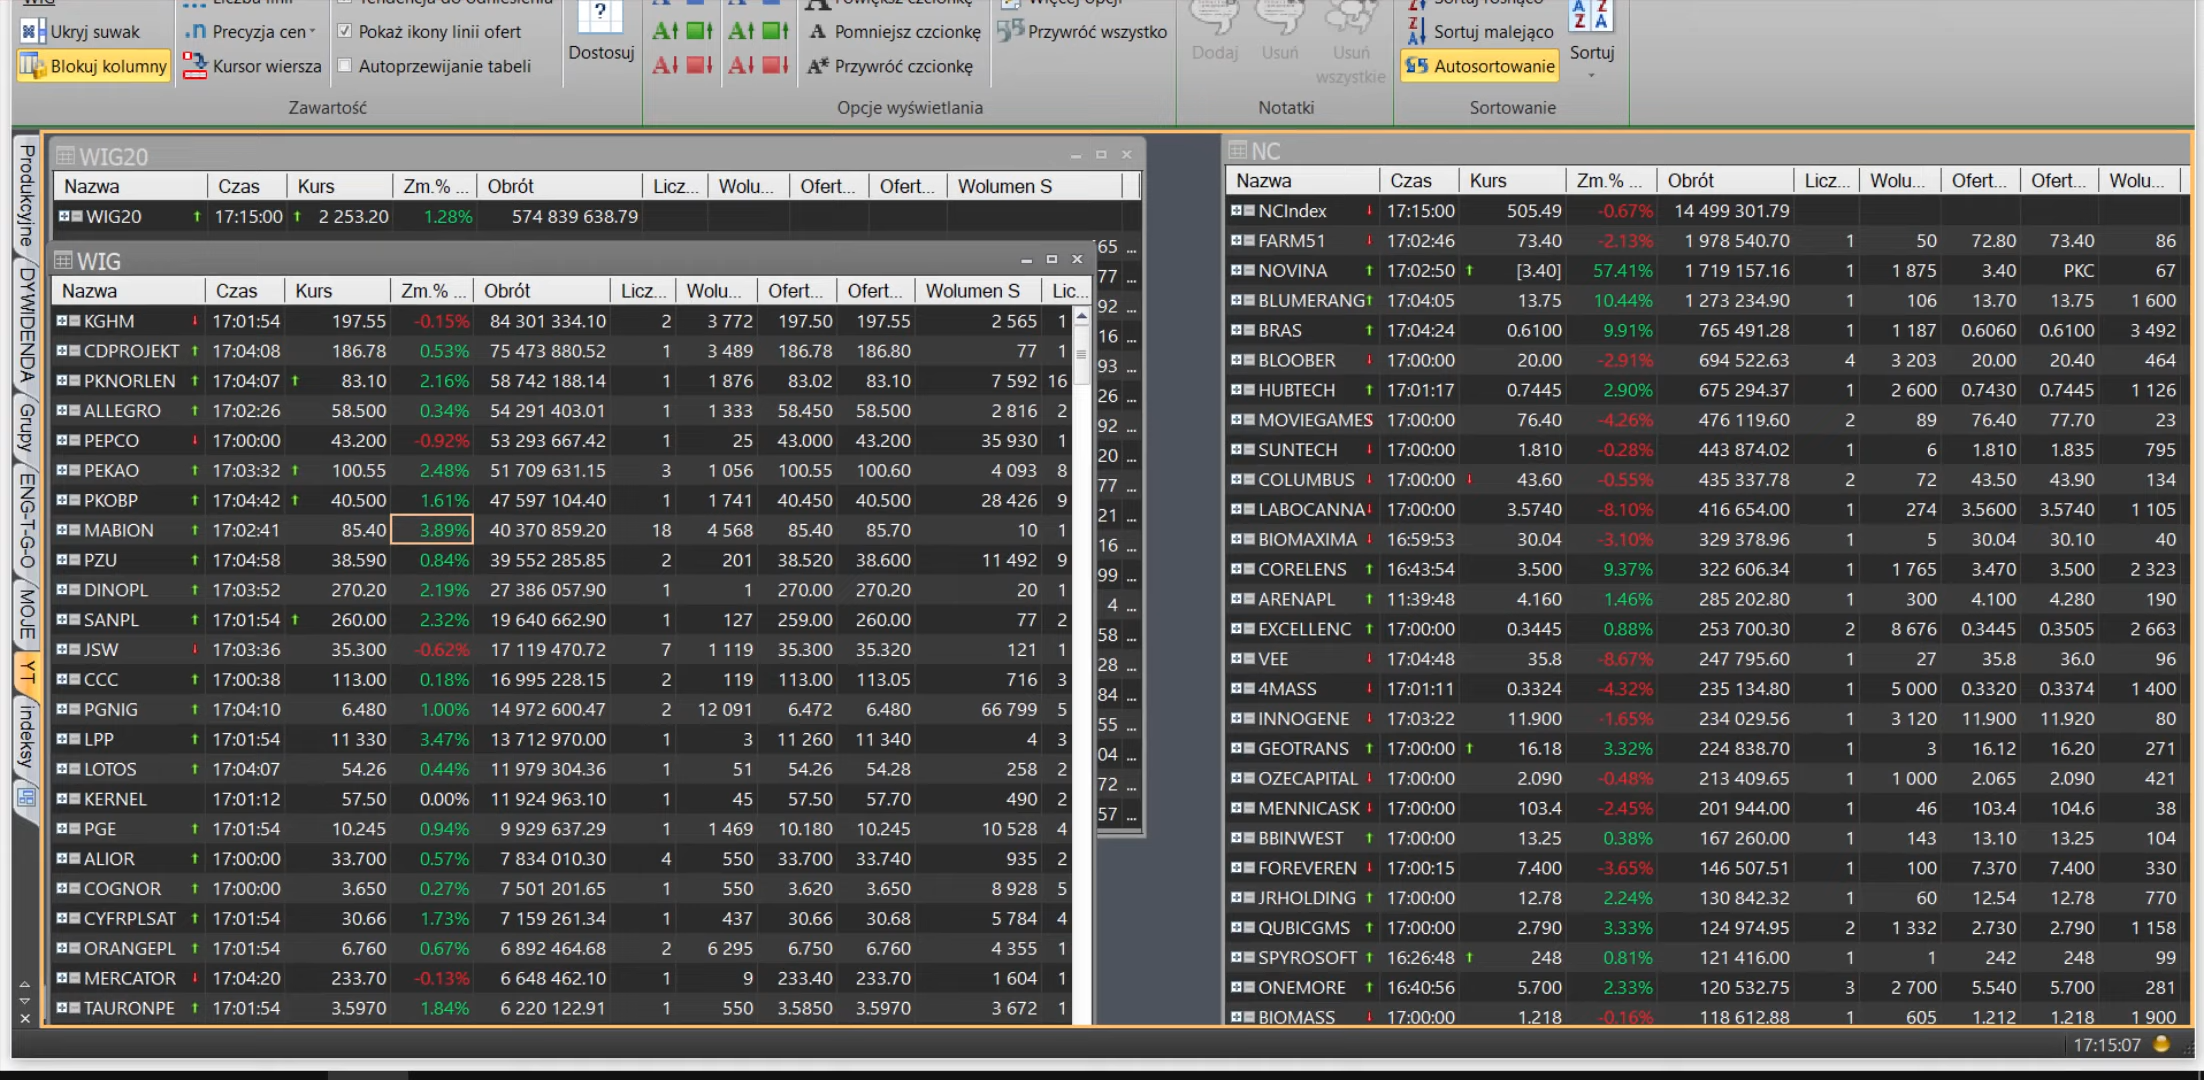 WIG
Liczba linii
Tendencja do odniesienia
Powiększ czcionkę
Więcej opcji
Sortuj rosnąco
Ukryj suwak
Precyzja cen
Pokaż ikony linii ofert
Dostosuj
Pomniejsz czcionkę
Przywróć wszystko
Dodaj
Usuń
Usuń wszystkie
Sortuj malejąco
Sortuj
Blokuj kolumny
Kursor wiersza
Autoprzewijanie tabeli
Przywróć czcionkę
Autosortowanie
Zawartość
Opcje wyświetlania
Notatki
Sortowanie
Produkcyjne
DYWIDENDA
Grupy
ENG-T-G-O
MOJE
YT
indeksy
WIG20
Nazwa Czas Kurs Zm.% ... Obrót Licz... Wolu... Ofert... Ofert... Wolumen S
WIG20 17:15:00 2 253.20 1.28% 574 839 638.79
WIG
Nazwa Czas Kurs Zm.% ... Obrót Licz... Wolu... Ofert... Ofert... Wolumen S Lic...
KGHM 17:01:54 197.55 -0.15% 84 301 334.10 2 3 772 197.50 197.55 2 565 1
CDPROJEKT 17:04:08 186.78 0.53% 75 473 880.52 1 3 489 186.78 186.80 77 1
PKNORLEN 17:04:07 83.10 2.16% 58 742 188.14 1 1 876 83.02 83.10 7 592 16
ALLEGRO 17:02:26 58.500 0.34% 54 291 403.01 1 1 333 58.450 58.500 2 816 2
PEPCO 17:00:00 43.200 -0.92% 53 293 667.42 1 25 43.000 43.200 35 930 1
PEKAO 17:03:32 100.55 2.48% 51 709 631.15 3 1 056 100.55 100.60 4 093 8
PKOBP 17:04:42 40.500 1.61% 47 597 104.40 1 1 741 40.450 40.500 28 426 9
MABION 17:02:41 85.40 3.89% 40 370 859.20 18 4 568 85.40 85.70 10 1
PZU 17:04:58 38.590 0.84% 39 552 285.85 2 201 38.520 38.600 11 492 9
DINOPL 17:03:52 270.20 2.19% 27 386 057.90 1 1 270.00 270.20 20 1
SANPL 17:01:54 260.00 2.32% 19 640 662.90 1 127 259.00 260.00 77 2
JSW 17:03:36 35.300 -0.62% 17 119 470.72 7 1 119 35.300 35.320 121 1
CCC 17:00:38 113.00 0.18% 16 995 228.15 2 119 113.00 113.05 716 3
PGNIG 17:04:10 6.480 1.00% 14 972 600.47 2 12 091 6.472 6.480 66 799 5
LPP 17:01:54 11 330 3.47% 13 712 970.00 1 3 11 260 11 340 4 3
LOTOS 17:04:07 54.26 0.44% 11 979 304.36 1 51 54.26 54.28 258 2
KERNEL 17:01:12 57.50 0.00% 11 924 963.10 1 45 57.50 57.70 490 2
PGE 17:01:54 10.245 0.94% 9 929 637.29 1 1 469 10.180 10.245 10 528 4
ALIOR 17:00:00 33.700 0.57% 7 834 010.30 4 550 33.700 33.740 935 2
COGNOR 17:00:00 3.650 0.27% 7 501 201.65 1 550 3.620 3.650 8 928 5
CYFRPLSAT 17:01:54 30.66 1.73% 7 159 261.34 1 437 30.66 30.68 5 784 4
ORANGEPL 17:01:54 6.760 0.67% 6 892 464.68 2 6 295 6.750 6.760 4 355 1
MERCATOR 17:04:20 233.70 -0.13% 6 648 462.10 1 9 233.40 233.70 1 604 1
TAURONPE 17:01:54 3.5970 1.84% 6 220 122.91 1 550 3.5850 3.5970 3 672 1
65 ...
77 ...
92 ...
16 ...
93 ...
26 ...
92 ...
20 ...
77 ...
21 ...
16 ...
99 ...
4 ...
58 ...
28 ...
84 ...
55 ...
04 ...
72 ...
57 ...
NC
Nazwa Czas Kurs Zm.% ... Obrót Licz... Wolu... Ofert... Ofert... Wolu...
NCIndex 17:15:00 505.49 -0.67% 14 499 301.79
FARM51 17:02:46 73.40 -2.13% 1 978 540.70 1 50 72.80 73.40 86
NOVINA 17:02:50 [3.40] 57.41% 1 719 157.16 1 1 875 3.40 PKC 67
BLUMERANG 17:04:05 13.75 10.44% 1 273 234.90 1 106 13.70 13.75 1 600
BRAS 17:04:24 0.6100 9.91% 765 491.28 1 1 187 0.6060 0.6100 3 492
BLOOBER 17:00:00 20.00 -2.91% 694 522.63 4 3 203 20.00 20.40 464
HUBTECH 17:01:17 0.7445 2.90% 675 294.37 1 2 600 0.7430 0.7445 1 126
MOVIEGAMES 17:00:00 76.40 -4.26% 476 119.60 2 89 76.40 77.70 23
SUNTECH 17:00:00 1.810 -0.28% 443 874.02 1 6 1.810 1.835 795
COLUMBUS 17:00:00 43.60 -0.55% 435 337.78 2 72 43.50 43.90 134
LABOCANNA 17:00:00 3.5740 -8.10% 416 654.00 1 274 3.5600 3.5740 1 105
BIOMAXIMA 16:59:53 30.04 -3.10% 329 378.96 1 5 30.04 30.10 40
CORELENS 16:43:54 3.500 9.37% 322 606.34 1 1 765 3.470 3.500 2 323
ARENAPL 11:39:48 4.160 1.46% 285 202.80 1 300 4.100 4.280 190
EXCELLENC 17:00:00 0.3445 0.88% 253 700.30 2 8 676 0.3445 0.3505 2 663
VEE 17:04:48 35.8 -8.67% 247 795.60 1 27 35.8 36.0 96
4MASS 17:01:11 0.3324 -4.32% 235 134.80 1 5 000 0.3320 0.3374 1 400
INNOGENE 17:03:22 11.900 -1.65% 234 029.56 1 3 120 11.900 11.920 80
GEOTRANS 17:00:00 16.18 3.32% 224 838.70 1 3 16.12 16.20 271
OZECAPITAL 17:00:00 2.090 -0.48% 213 409.65 1 1 000 2.065 2.090 421
MENNICASK 17:00:00 103.4 -2.45% 201 944.00 1 46 103.4 104.6 38
BBINWEST 17:00:00 13.25 0.38% 167 260.00 1 143 13.10 13.25 104
FOREVEREN 17:00:15 7.400 -3.65% 146 507.51 1 100 7.370 7.400 330
JRHOLDING 17:00:00 12.78 2.24% 130 842.32 1 60 12.54 12.78 770
QUBICGMS 17:00:00 2.790 3.33% 124 974.95 2 1 332 2.730 2.790 1 158
SPYROSOFT 16:26:48 248 0.81% 121 416.00 1 1 242 248 99
ONEMORE 16:40:56 5.700 2.33% 120 532.75 3 2 700 5.540 5.700 281
BIOMASS 17:00:00 1.218 -0.16% 118 612.88 1 605 1.212 1.218 1 900
17:15:07